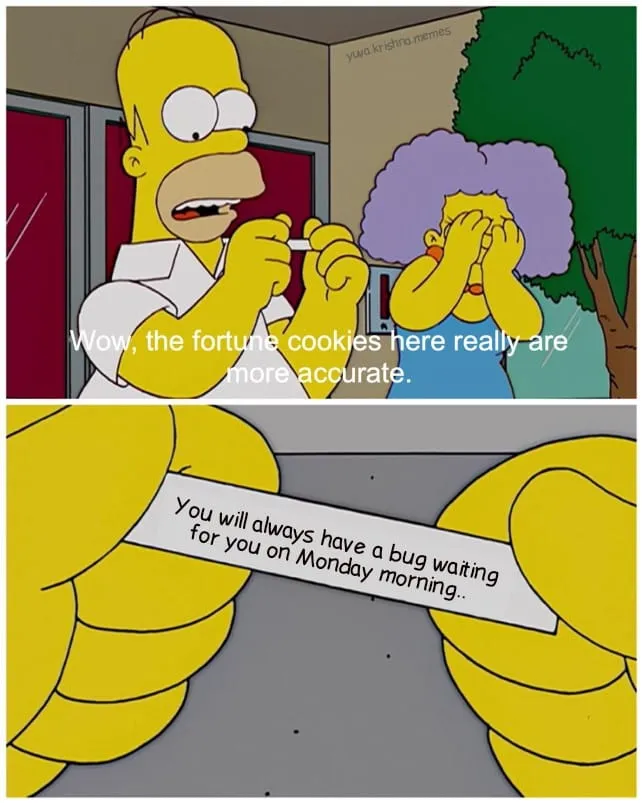 yuva.krishna.memes
Wow, the fortune cookies here really are
more accurate.
You will always have a bug waiting
for you on Monday morning..